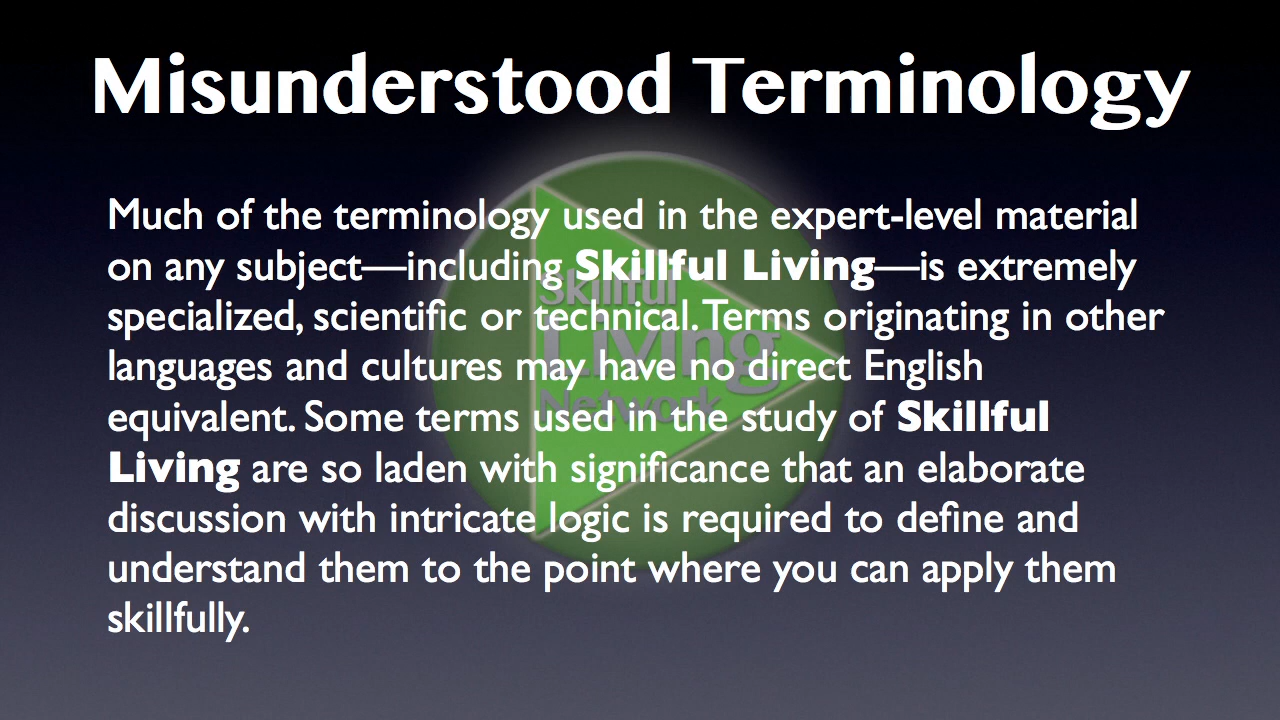 Misunderstood Terminology
Much of the terminology used in the expert-level material
on any subject—including Skillful Living—is extremely
specialized, scientific or technical. Terms originating in other
languages and cultures may have no direct English
equivalent. Some terms used in the study of Skillful
Living are so laden with significance that an elaborate
discussion with intricate logic is required to define and
understand them to the point where you can apply them
skillfully.
Skillful
Living
Network